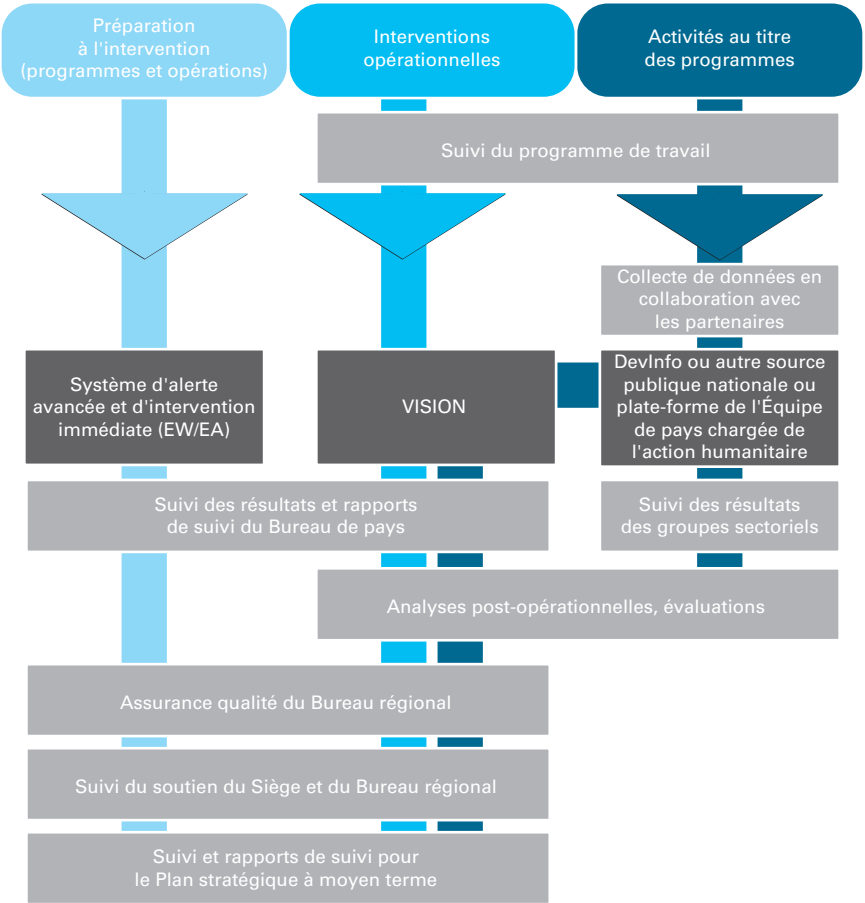 Préparation
à l'intervention
(programmes et opérations)
Interventions
opérationnelles
Activités au titre
des programmes
Suivi du programme de travail
Collecte de données en
collaboration avec
les partenaires
Système d'alerte
avancée et d'intervention
immédiate (EW/EA)
VISION
DevInfo ou autre source
publique nationale ou
plate-forme de l'Équipe
de pays chargée de
l'action humanitaire
Suivi des résultats et rapports
de suivi du Bureau de pays
Suivi des résultats
des groupes sectoriels
Analyses post-opérationnelles, évaluations
Assurance qualité du Bureau régional
Suivi du soutien du Siège et du Bureau régional
Suivi et rapports de suivi pour
le Plan stratégique à moyen terme